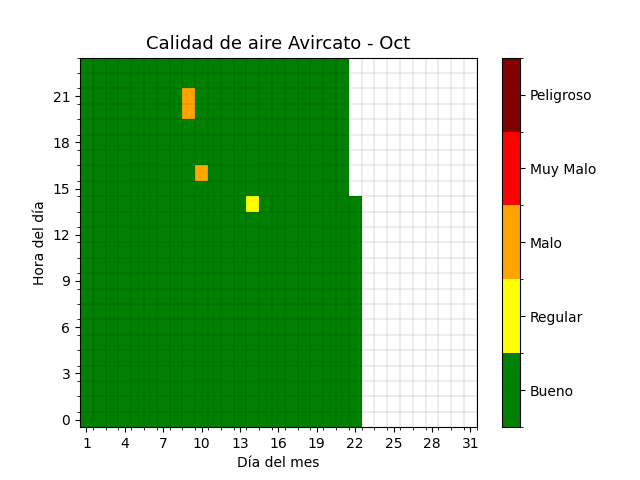 Calidad de aire Avircato - Oct
Hora del día
21
18
15
12
9
6
3
0
1 4 7 10 13 16 19 22 25 28 31
Día del mes
Peligroso
Muy Malo
Malo
Regular
Bueno